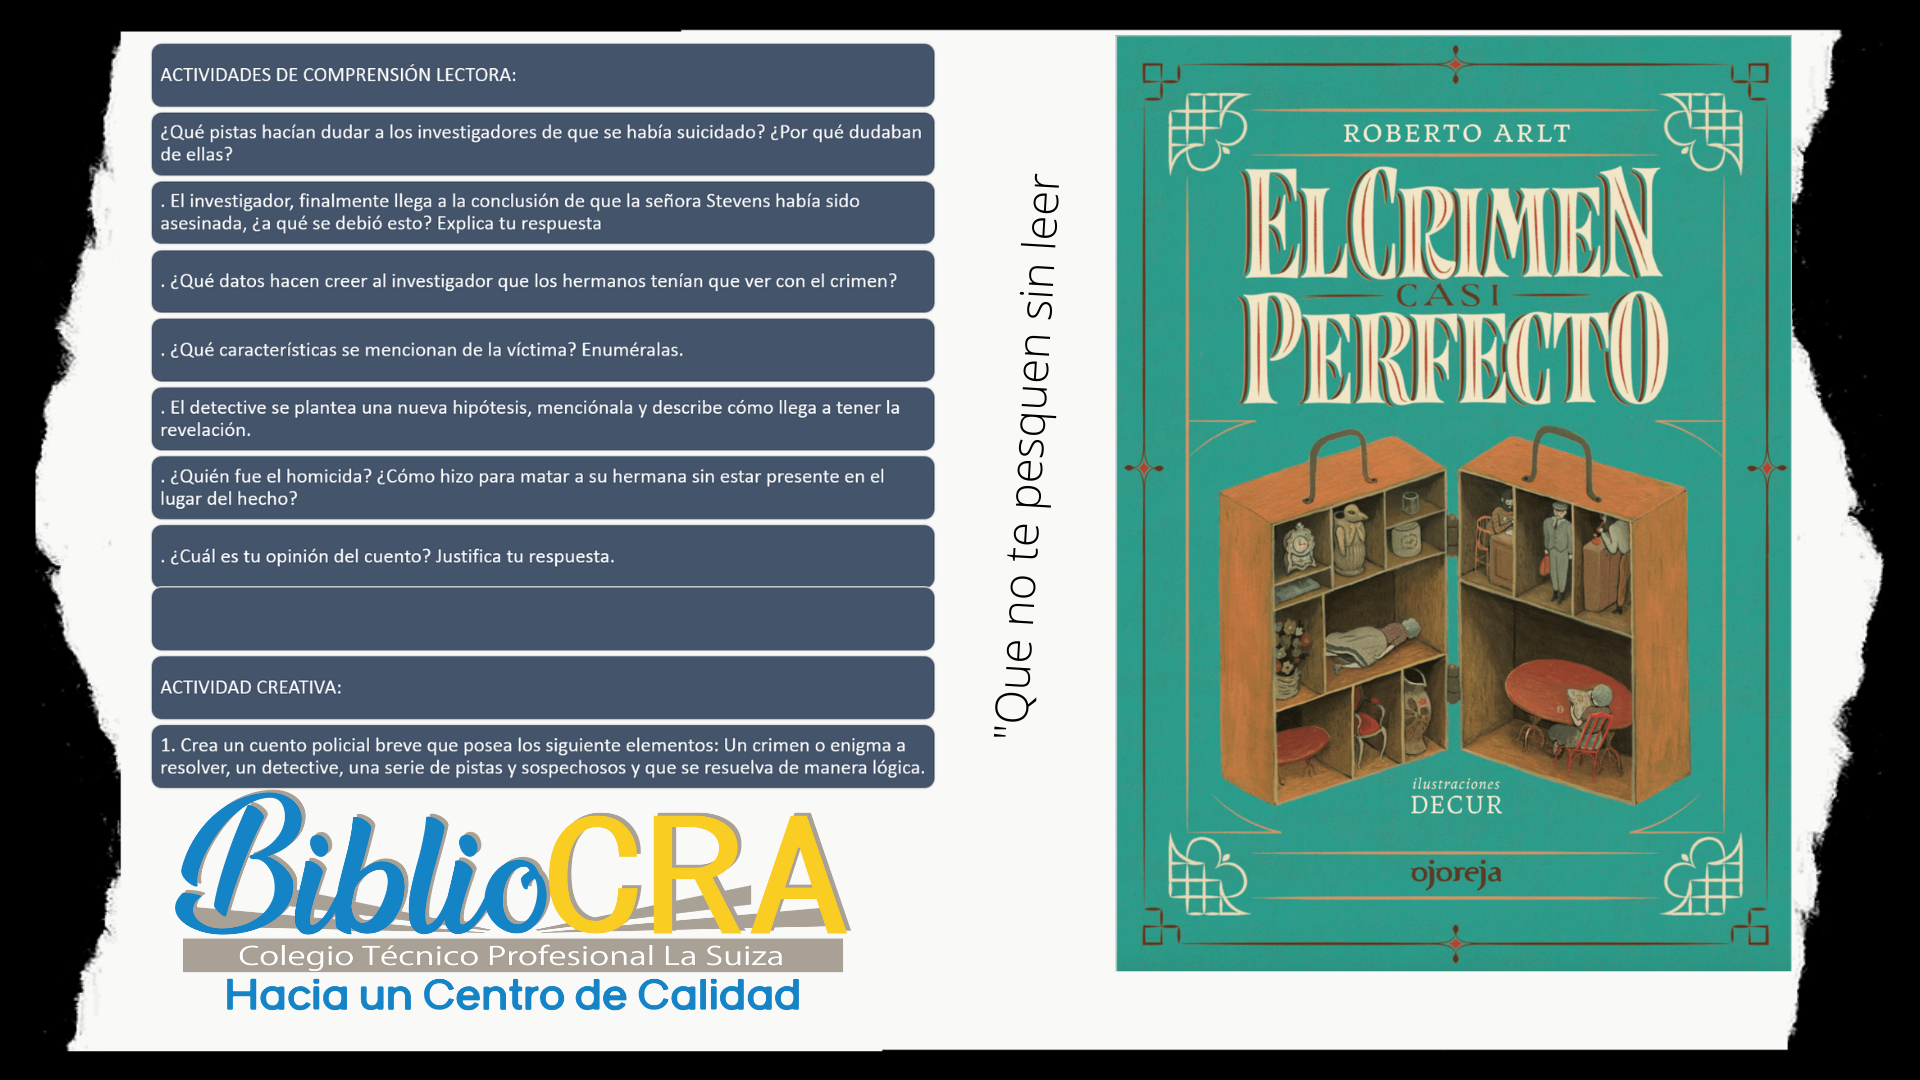 ACTIVIDADES DE COMPRENSIÓN LECTORA:
¿Qué pistas hacían dudar a los investigadores de que se había suicidado? ¿Por qué dudaban
de ellas?
. El investigador, finalmente llega a la conclusión de que la señora Stevens había sido
asesinada, ¿a qué se debió esto? Explica tu respuesta
. ¿Qué datos hacen creer al investigador que los hermanos tenían que ver con el crimen?
. ¿Qué características se mencionan de la víctima? Enuméralas.
. El detective se plantea una nueva hipótesis, menciónala y describe cómo llega a tener la
revelación.
. ¿Quién fue el homicida? ¿Cómo hizo para matar a su hermana sin estar presente en el
lugar del hecho?
. ¿Cuál es tu opinión del cuento? Justifica tu respuesta.
ACTIVIDAD CREATIVA:
1. Crea un cuento policial breve que posea los siguiente elementos: Un crimen o enigma a
resolver, un detective, una serie de pistas y sospechosos y que se resuelva de manera lógica.
BiblioCRA
Colegio Técnico Profesional La Suiza
Hacia un Centro de Calidad
"Que no te pesquen sin leer
ROBERTO ARLT
EL CRIMEN
CASI
PERFECTO
ilustraciones
DECUR
ojoreja